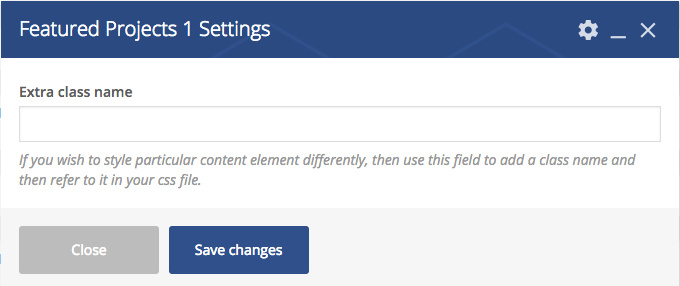 Featured Projects 1 Settings
Extra class name
If you wish to style particular content element differently, then use this field to add a class name and
then refer to it in your css file.
Close
Save changes